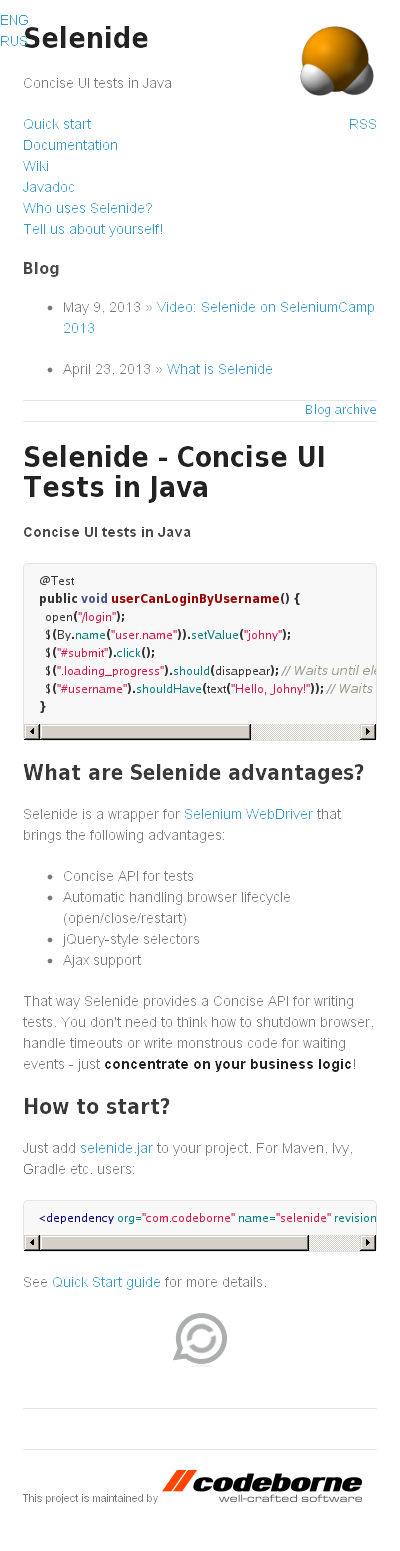 ENG
RUS
Selenide
Concise UI tests in Java
Quick start
RSS
Documentation
Wiki
Javadoc
Who uses Selenide?
Tell us about yourself!
Blog
May 9, 2013 » Video: Selenide on SeleniumCamp
2013
April 23, 2013 » What is Selenide
Blog archive
Selenide - Concise UI
Tests in Java
Concise UI tests in Java
@Test
public void userCanLoginByUsername() {
open("/login");
$(By.name("user.name")).setValue("johny");
$("#submit").click();
$(".loading_progress").should(disappear); // Waits until ele
$("#username").shouldHave(text("Hello, Johny!")); // Waits
}
What are Selenide advantages?
Selenide is a wrapper for Selenium WebDriver that
brings the following advantages:
Concise API for tests
Automatic handling browser lifecycle
(open/close/restart)
jQuery-style selectors
Ajax support
That way Selenide provides a Concise API for writing
tests. You don't need to think how to shutdown browser,
handle timeouts or write monstrous code for waiting
events - just concentrate on your business logic!
How to start?
Just add selenide.jar to your project. For Maven, Ivy,
Gradle etc. users:
<dependency org="com.codeborne" name="selenide" revision
See Quick Start guide for more details.
This project is maintained by codeborne
well-crafted software